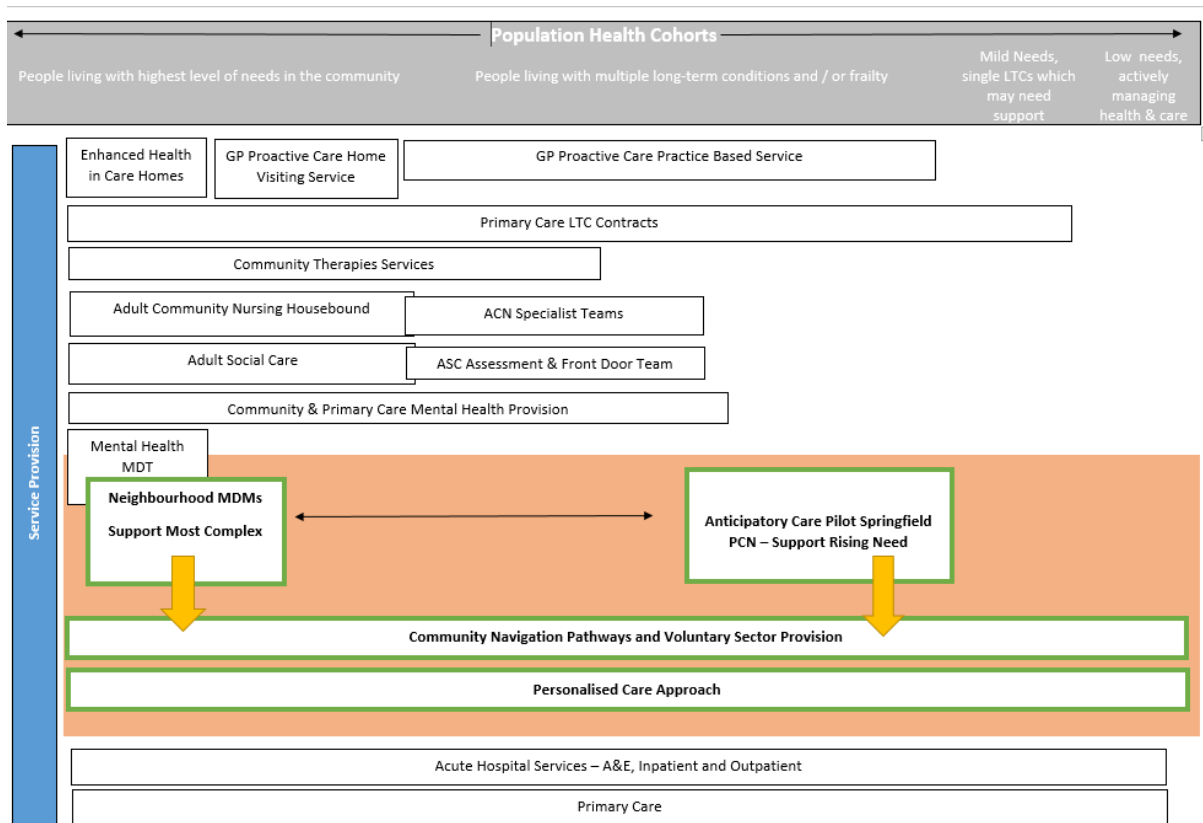 Population Health Cohorts
People living with highest level of needs in the community
People living with multiple long-term conditions and / or frailty
Mild Needs,
single LTCs which
may need
support
Low needs,
actively
managing
health & care
Service Provision
Enhanced Health
in Care Homes
GP Proactive Care Home
Visiting Service
GP Proactive Care Practice Based Service
Primary Care LTC Contracts
Community Therapies Services
Adult Community Nursing Housebound
ACN Specialist Teams
Adult Social Care
ASC Assessment & Front Door Team
Community & Primary Care Mental Health Provision
Mental Health
MDT
Neighbourhood MDMs
Support Most Complex
Anticipatory Care Pilot Springfield
PCN – Support Rising Need
Community Navigation Pathways and Voluntary Sector Provision
Personalised Care Approach
Acute Hospital Services – A&E, Inpatient and Outpatient
Primary Care